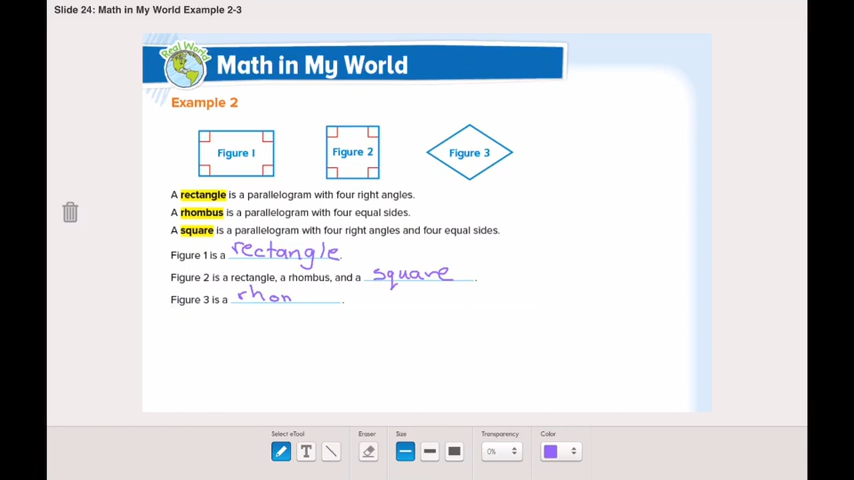 Slide 24: Math in My World Example 2-3
Real World
Math in My World
Example 2
Figure 1
Figure 2
Figure 3
A rectangle is a parallelogram with four right angles.
A rhombus is a parallelogram with four equal sides.
A square is a parallelogram with four right angles and four equal sides.
Figure 1 is a rectangle.
Figure 2 is a rectangle, a rhombus, and a square.
Figure 3 is a rhom.
Select eTool
Eraser
Size
Transparency
Color
T
0%